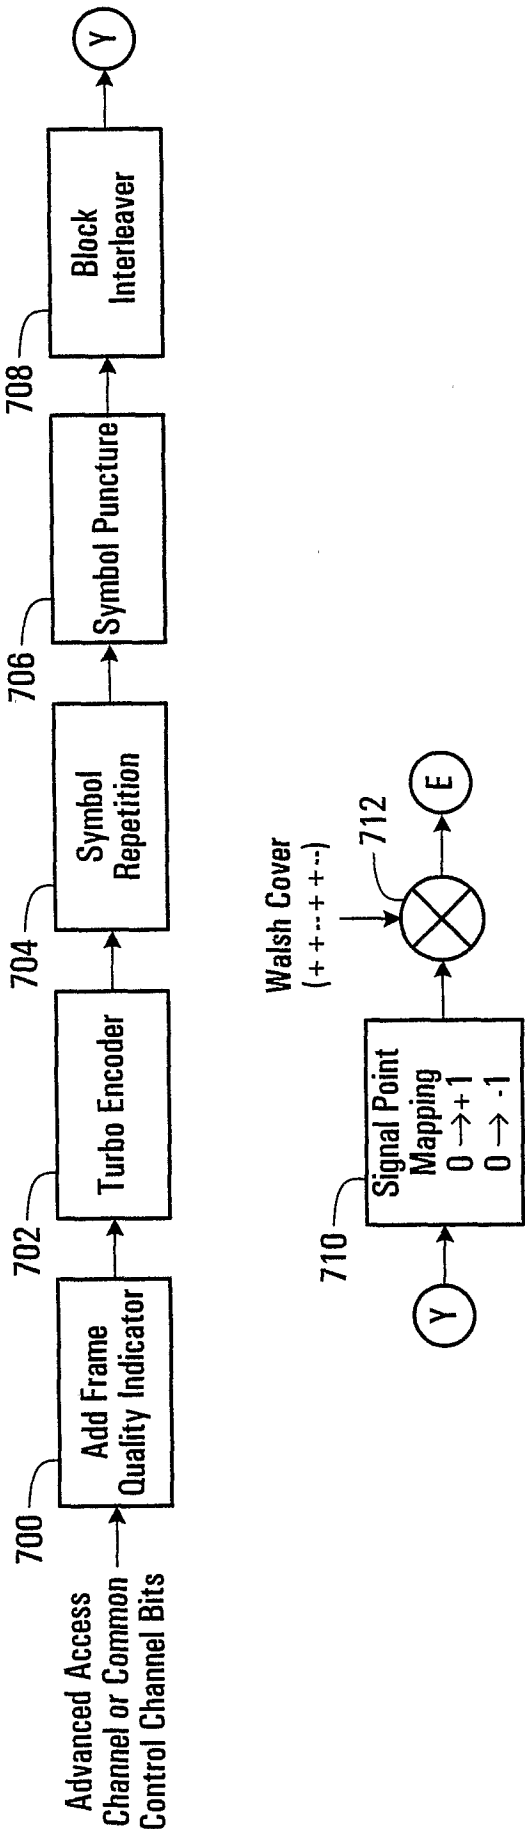 Advanced Access
Channel or Common
Control Channel Bits
700
Add Frame
Quality Indicator
702
Turbo Encoder
704
Symbol
Repetition
706
Symbol Puncture
708
Block
Interleaver
Y
Y
710
Signal Point
Mapping
0 → + 1
0 → -1
Walsh Cover
(+ + -- + + --)
712
E